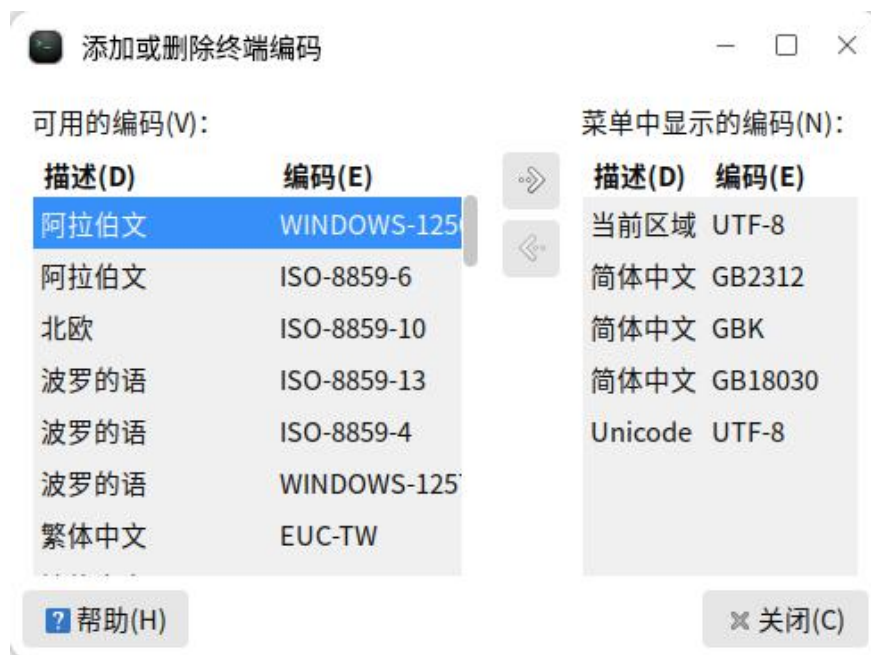 添加或删除终端编码
可用的编码(V)：
描述(D) 编码(E)
阿拉伯文 WINDOWS-125
阿拉伯文 ISO-8859-6
北欧 ISO-8859-10
波罗的语 ISO-8859-13
波罗的语 ISO-8859-4
波罗的语 WINDOWS-125
繁体中文 EUC-TW
菜单中显示的编码(N)：
描述(D) 编码(E)
当前区域 UTF-8
简体中文 GB2312
简体中文 GBK
简体中文 GB18030
Unicode UTF-8
帮助(H)
关闭(C)